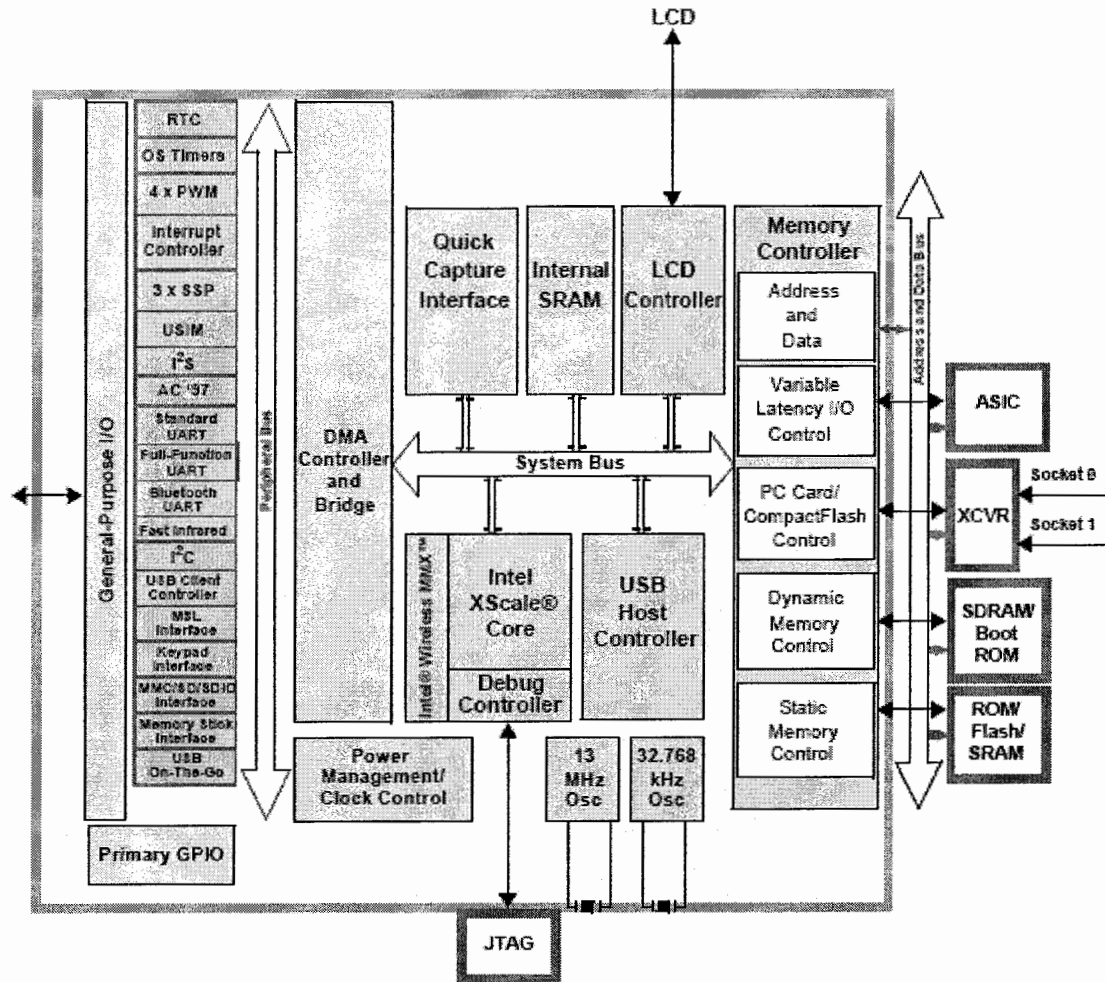 LCD
General-Purpose I/O
RTC
OS Timers
4 x PWM
Interrupt
Controller
3 x SSP
USIM
I²S
AC '97
Standard
UART
Full-Function
UART
Bluetooth
UART
Fast Infrared
I²C
USB Client
Controller
MSL
Interface
Keypad
Interface
MMC/SD/SDIO
Interface
Memory Stick
Interface
USB
On-The-Go
Primary GPIO
Peripheral Bus
DMA
Controller
and
Bridge
Power
Management/
Clock Control
Quick
Capture
Interface
Internal
SRAM
LCD
Controller
System Bus
Intel® Wireless MMX™
Intel
XScale®
Core
Debug
Controller
USB
Host
Controller
13
MHz
Osc
32.768
kHz
Osc
JTAG
Memory
Controller
Address
and
Data
Variable
Latency I/O
Control
PC Card/
CompactFlash
Control
Dynamic
Memory
Control
Static
Memory
Control
Address and Data Bus
ASIC
XCVR
Socket 0
Socket 1
SDRAM/
Boot
ROM
ROM/
Flash/
SRAM